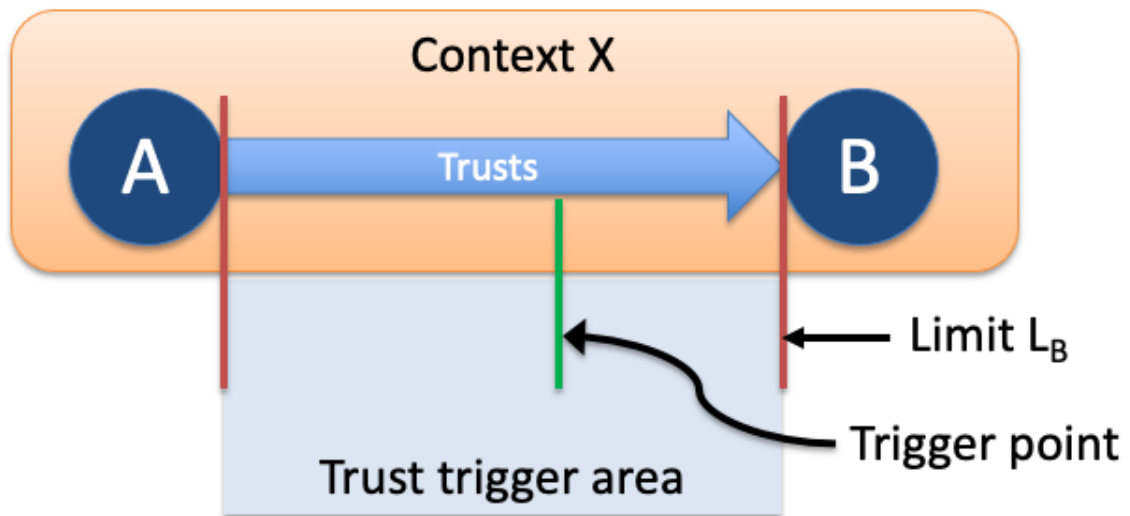 Context X
A
Trusts
B
Limit L_B
Trigger point
Trust trigger area